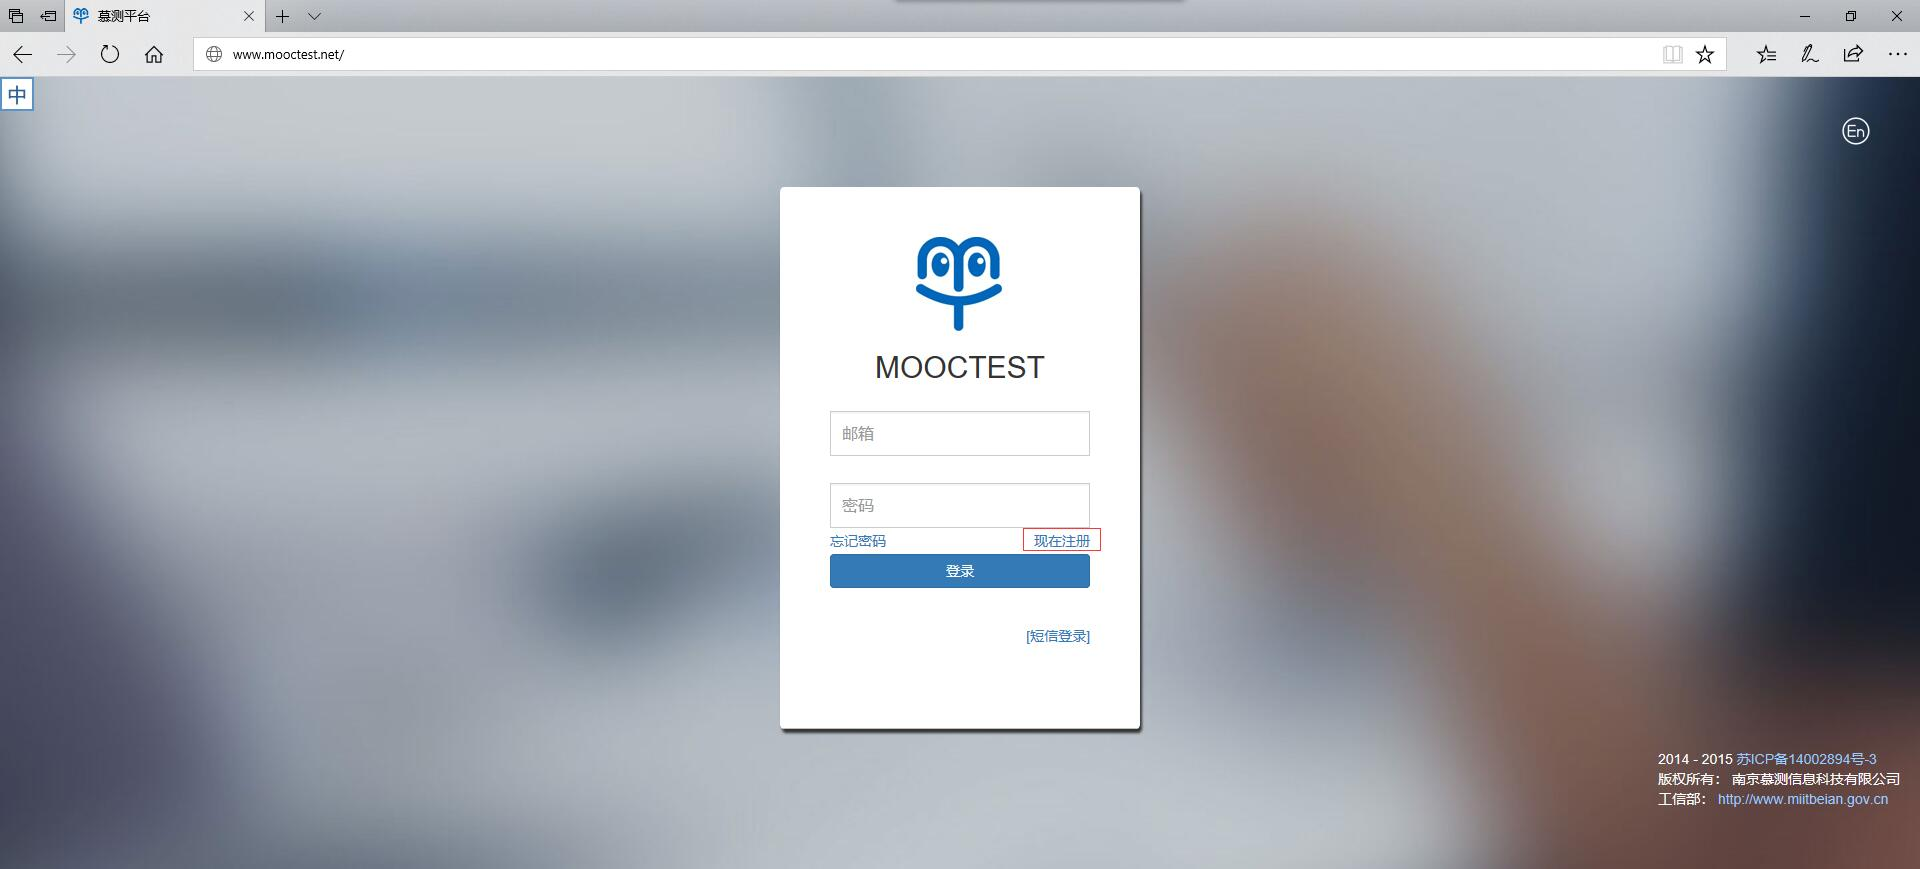 慕测平台
www.mooctest.net/
中
En
MOOCTEST
邮箱
密码
忘记密码 现在注册
登录
[短信登录]
2014 - 2015 苏ICP备14002894号-3
版权所有： 南京慕测信息科技有限公司
工信部： http://www.miitbeian.gov.cn